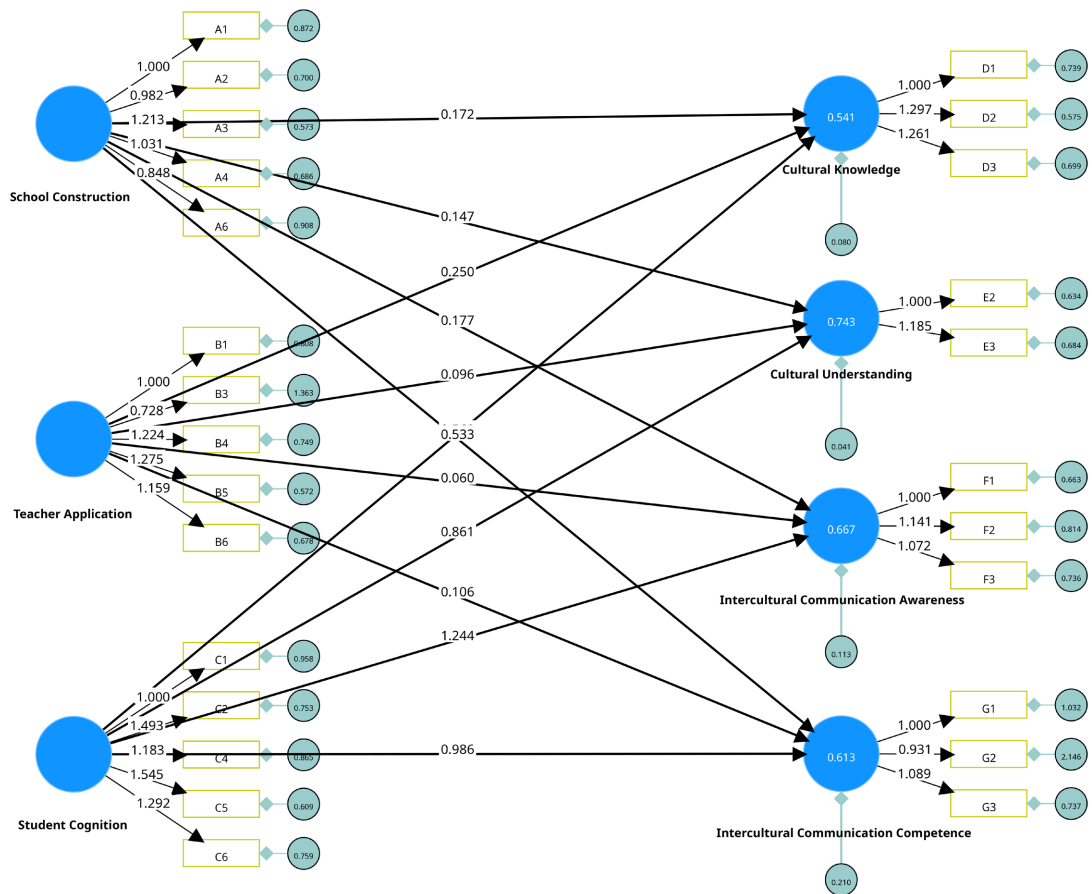 A1
0.872
1.000
A2
0.700
0.982
A3
0.573
1.213
A4
0.686
1.031
A6
0.908
0.848
School Construction
B1
1.000
B3
1.363
0.728
B4
0.749
1.224
B5
0.572
1.275
B6
0.678
1.159
Teacher Application
C1
0.958
1.000
C2
0.753
1.493
C4
0.865
1.183
C5
0.609
1.545
C6
0.759
1.292
Student Cognition
0.172
0.147
0.250
0.177
0.096
0.533
0.060
0.861
0.106
1.244
0.986
0.541
Cultural Knowledge
0.080
D1
0.739
1.000
D2
0.575
1.297
D3
0.699
1.261
0.743
Cultural Understanding
0.041
E2
0.634
1.000
E3
0.684
1.185
0.667
Intercultural Communication Awareness
0.113
F1
0.663
1.000
F2
0.814
1.141
F3
0.736
1.072
0.613
Intercultural Communication Competence
0.210
G1
1.032
1.000
G2
2.146
0.931
G3
0.737
1.089